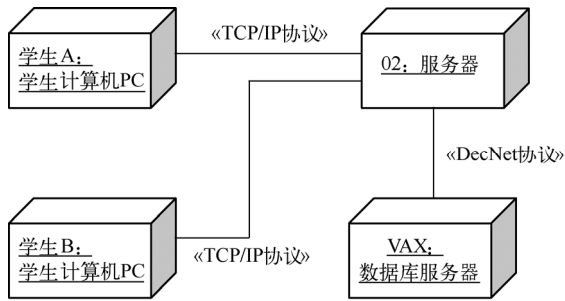 «TCP/IP协议»
学生A：
学生计算机PC
02：服务器
«DecNet协议»
学生B：
学生计算机PC
«TCP/IP协议»
VAX：
数据库服务器